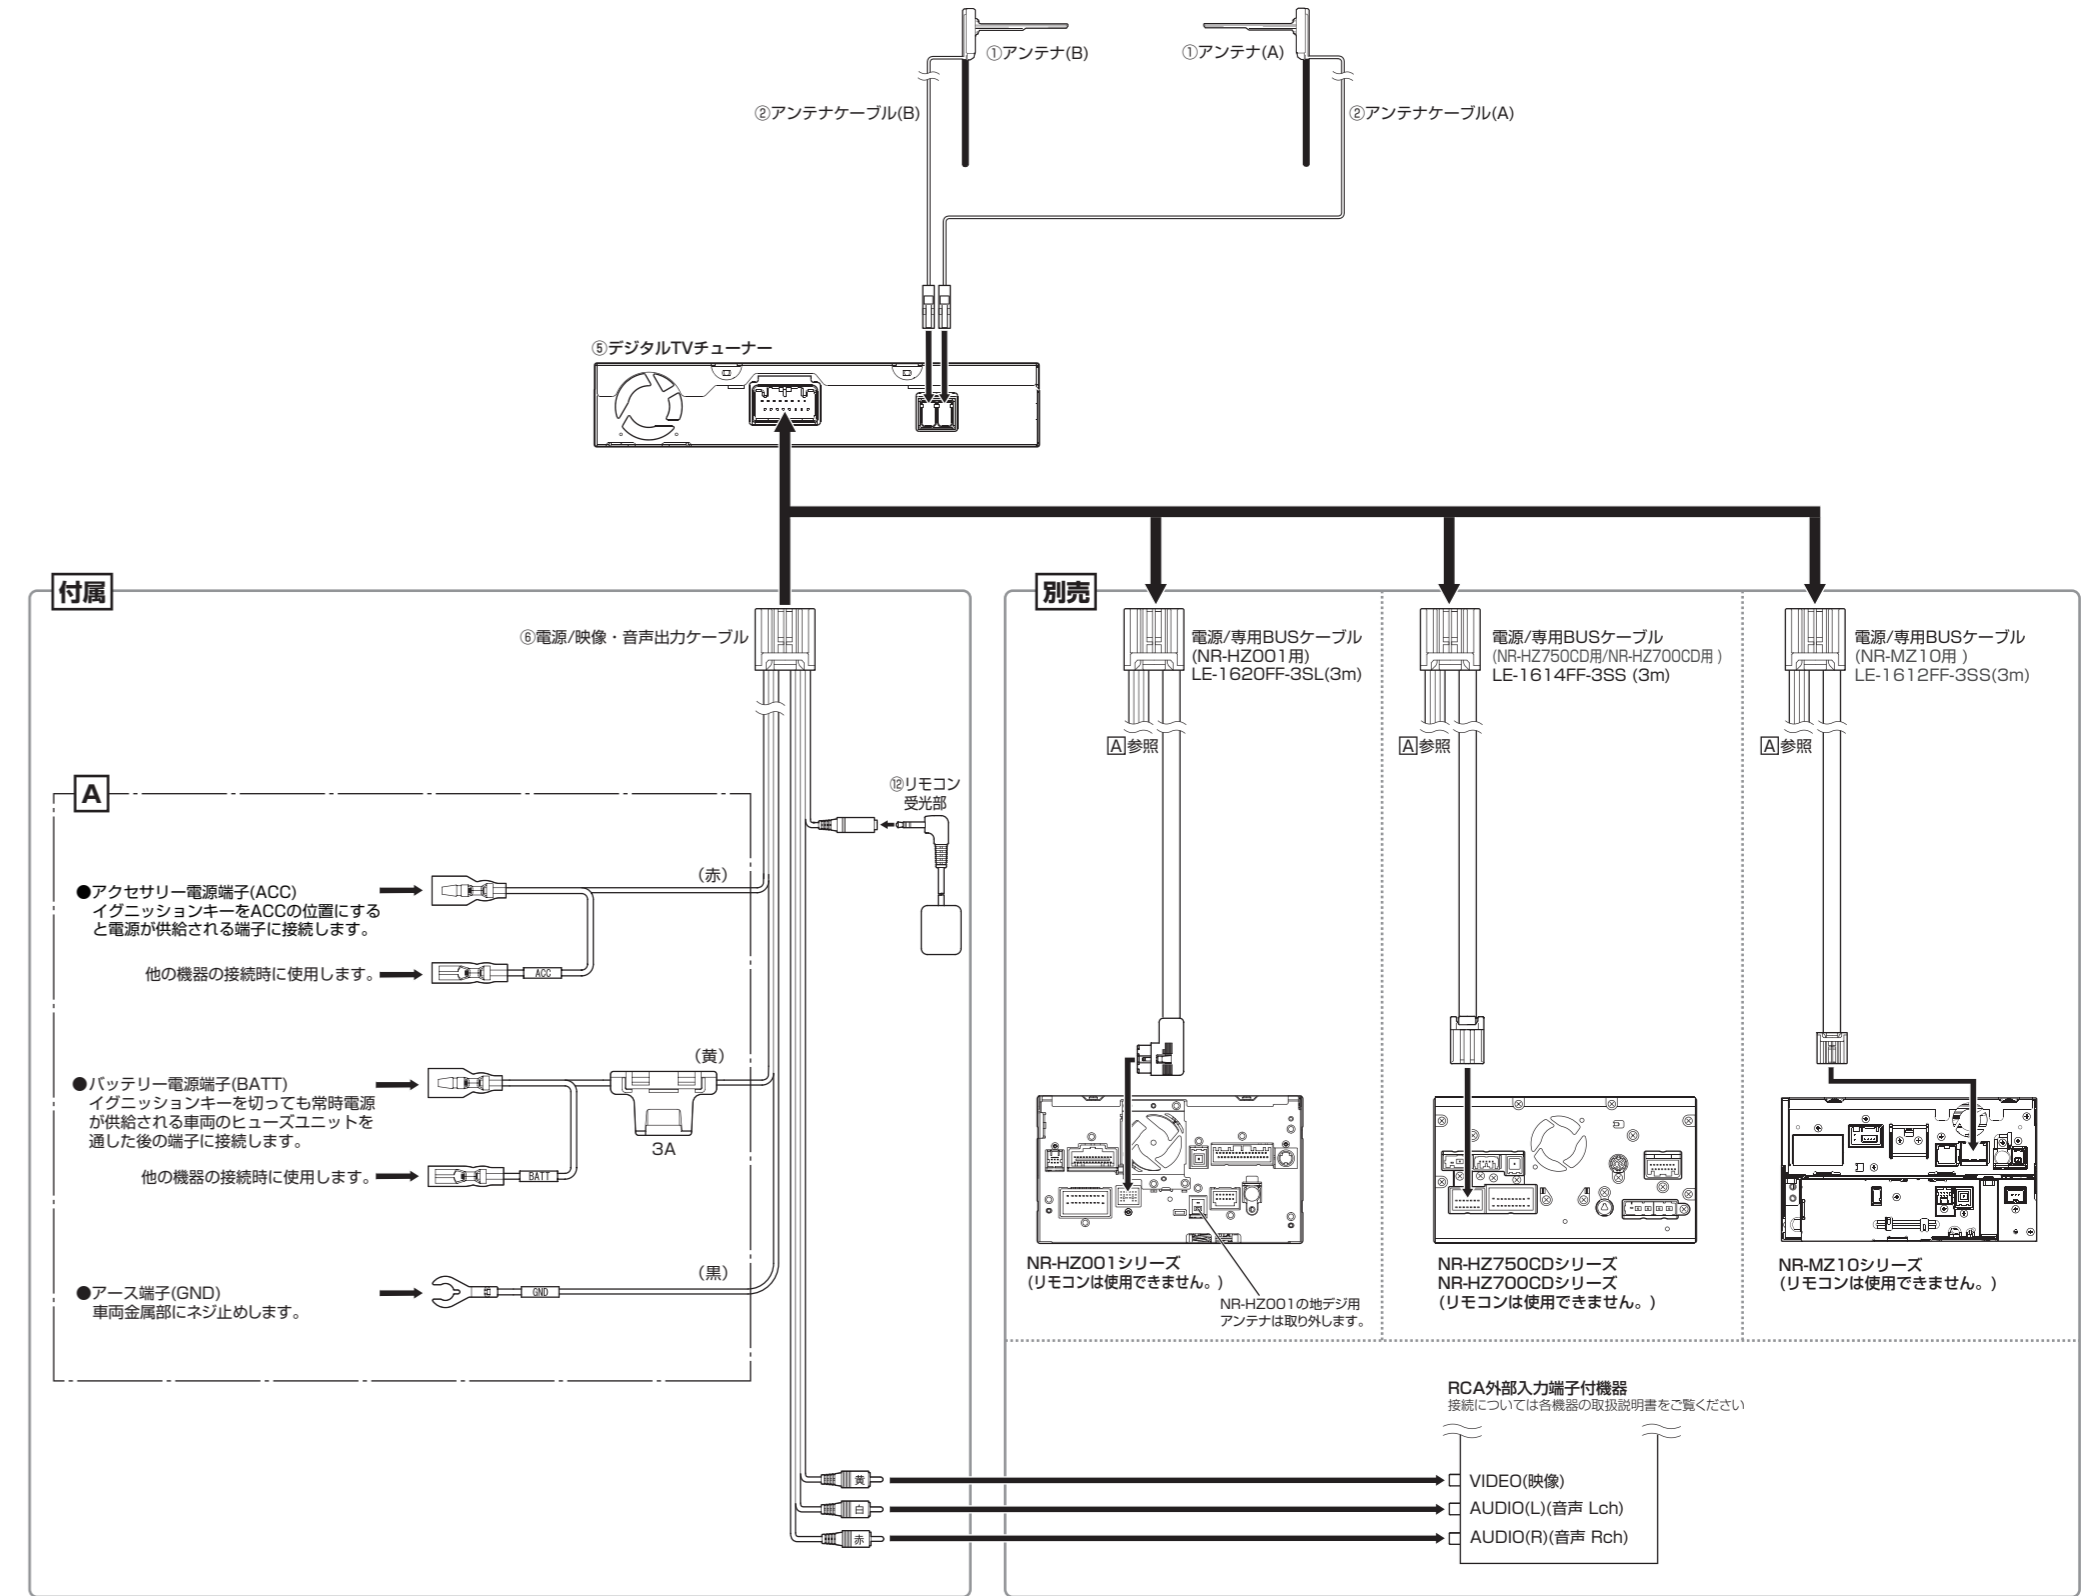 ①アンテナ(B)
①アンテナ(A)
②アンテナケーブル(B)
②アンテナケーブル(A)
⑤デジタルTVチューナー
付属
⑥電源/映像・音声出力ケーブル
A
⑫リモコン
受光部
(赤)
●アクセサリー電源端子(ACC)
イグニッションキーをACCの位置にする
と電源が供給される端子に接続します。
他の機器の接続時に使用します。
ACC
(黄)
●バッテリー電源端子(BATT)
イグニッションキーを切っても常時電源
が供給される車両のヒューズユニットを
通した後の端子に接続します。
3A
他の機器の接続時に使用します。
BATT
(黒)
●アース端子(GND)
車両金属部にネジ止めします。
GND
別売
電源/専用BUSケーブル
(NR-HZ001用)
LE-1620FF-3SL(3m)
A参照
電源/専用BUSケーブル
(NR-HZ750CD用/NR-HZ700CD用 )
LE-1614FF-3SS (3m)
A参照
電源/専用BUSケーブル
(NR-MZ10用 )
LE-1612FF-3SS(3m)
A参照
NR-HZ001シリーズ
(リモコンは使用できません。)
NR-HZ001の地デジ用
アンテナは取り外します。
NR-HZ750CDシリーズ
NR-HZ700CDシリーズ
(リモコンは使用できません。)
NR-MZ10シリーズ
(リモコンは使用できません。)
RCA外部入力端子付機器
接続については各機器の取扱説明書をご覧ください
黄
VIDEO(映像)
白
AUDIO(L)(音声 Lch)
赤
AUDIO(R)(音声 Rch)